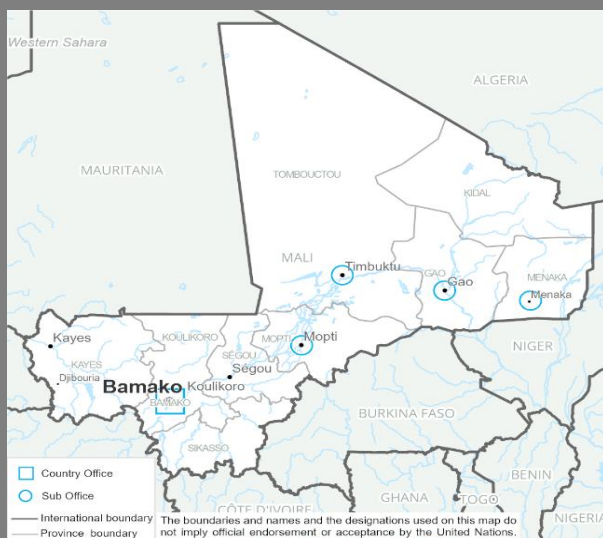 Western Sahara
ALGERIA
MAURITANIA
TOMBOUCTOU
KIDAL
MALI
Timbuktu
GAO
Gao
MENAKA
Menaka
Kayes
KOULIKORO
MOPTI
Mopti
NIGER
SÉGOU
Ségou
KAYES
Djibouria
Bamako
Koulikoro
BAMAKO
BURKINA FASO
SIKASSO
BENIN
Country Office
Sub Office
GHANA
TOGO
CÔTE D'IVOIRE
NIGERIA
International boundary
Province boundary
The boundaries and names and the designations used on this map do
not imply official endorsement or acceptance by the United Nations.